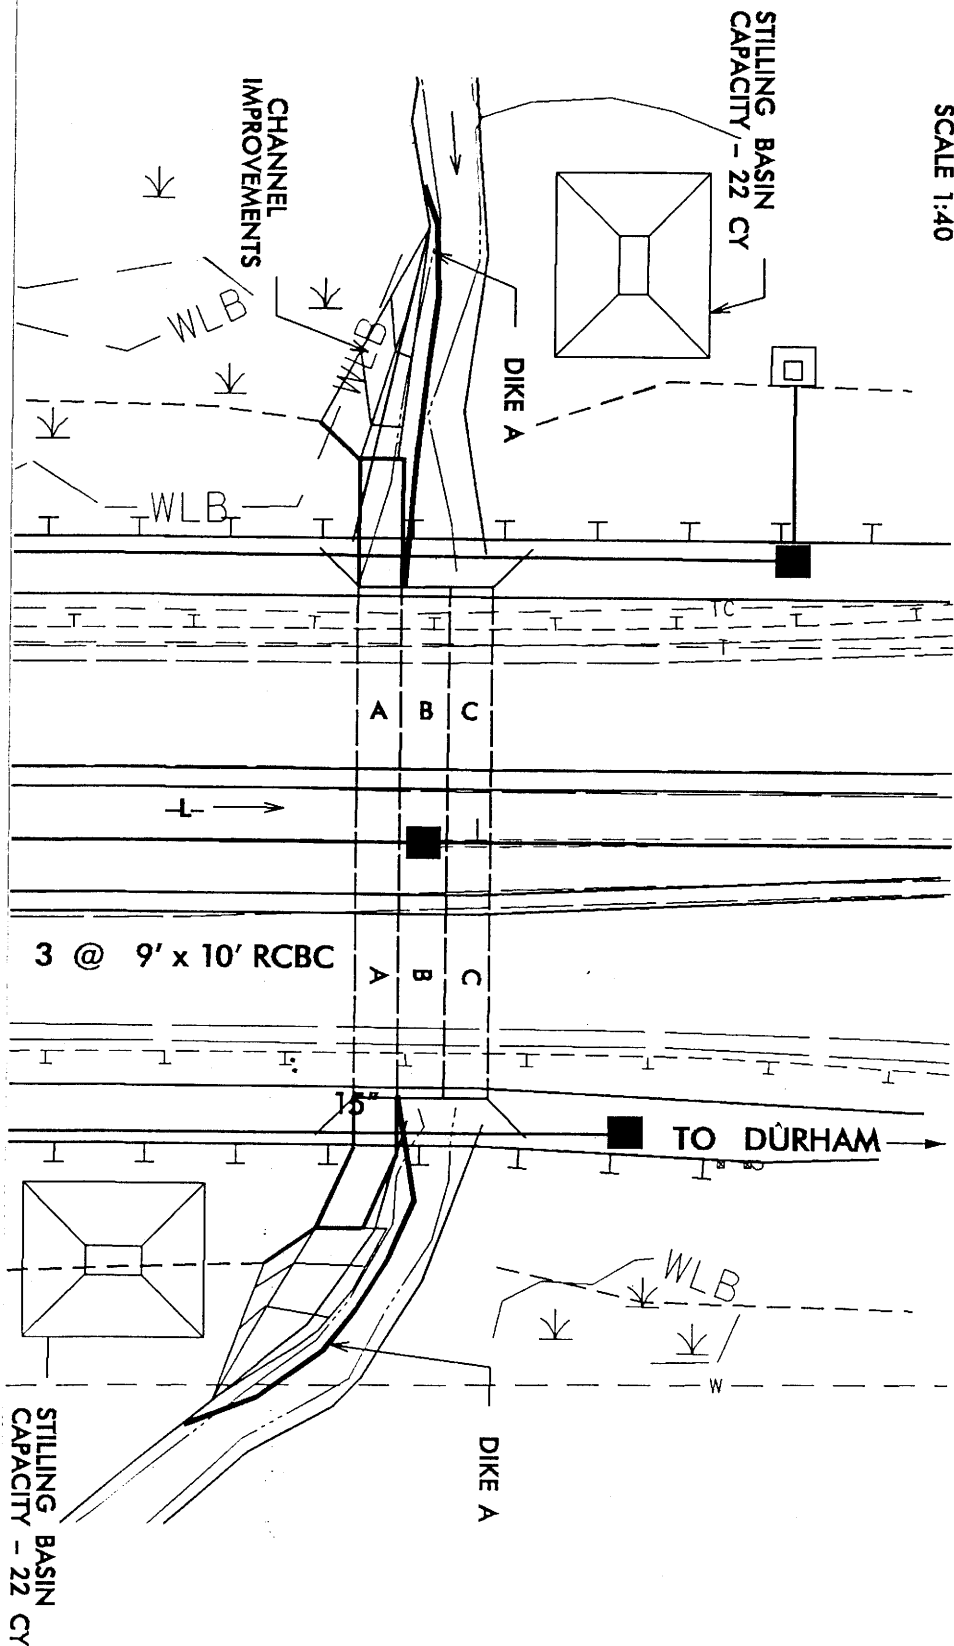 SCALE 1:40
STILLING BASIN
CAPACITY - 22 CY
CHANNEL
IMPROVEMENTS
WLB
WLB
DIKE A
WLB
TC
T
A B C
-L-
3 @ 9' x 10' RCBC
A B C
15"
TO DURHAM
WLB
W
DIKE A
STILLING BASIN
CAPACITY - 22 CY